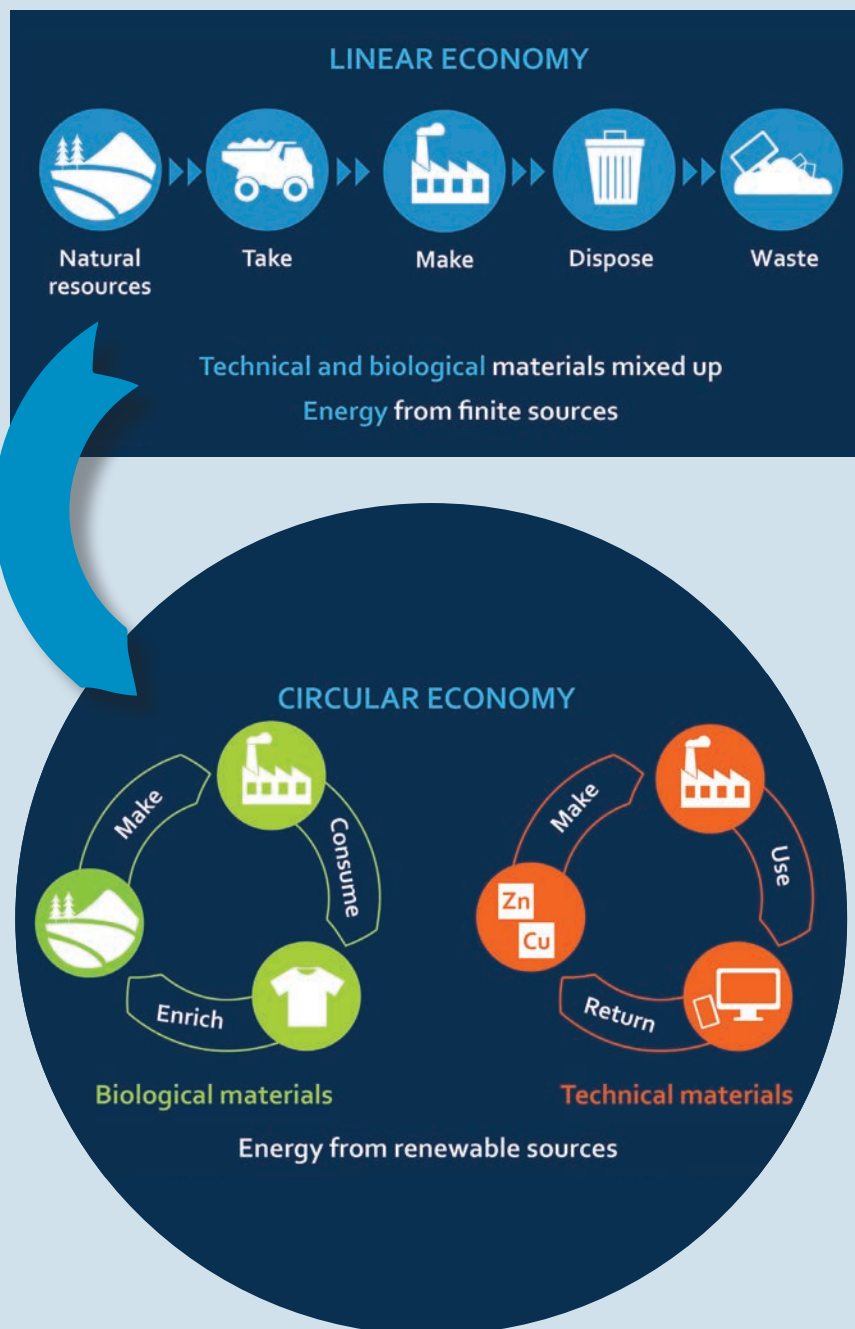 LINEAR ECONOMY
Natural
resources
Take
Make
Dispose
Waste
Technical and biological materials mixed up
Energy from finite sources
CIRCULAR ECONOMY
Make
Consume
Enrich
Biological materials
Make
Use
Zn
Cu
Return
Technical materials
Energy from renewable sources